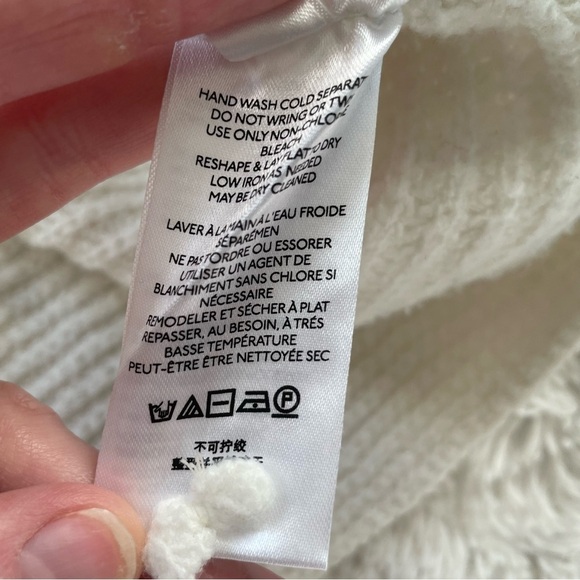 HAND WASH COLD SEPARAT
DO NOT WRING OR TW
USE ONLY NON-CHLO
BLEACH
RESHAPE & LAY FLAT TO DRY
LOW IRON AS NEEDED
MAY BE DRY CLEANED
LAVER À LA MAIN À L'EAU FROIDE
SÉPARÉMEN
NE PAS TORDRE OU ESSORER
UTILISER UN AGENT DE
BLANCHIMENT SANS CHLORE SI
NÉCESSAIRE
REMODELER ET SÉCHER À PLAT
REPASSER, AU BESOIN, À TRÉS
BASSE TEMPÉRATURE
PEUT-ÊTRE ÊTRE NETTOYÉE SEC
P
不可拧绞